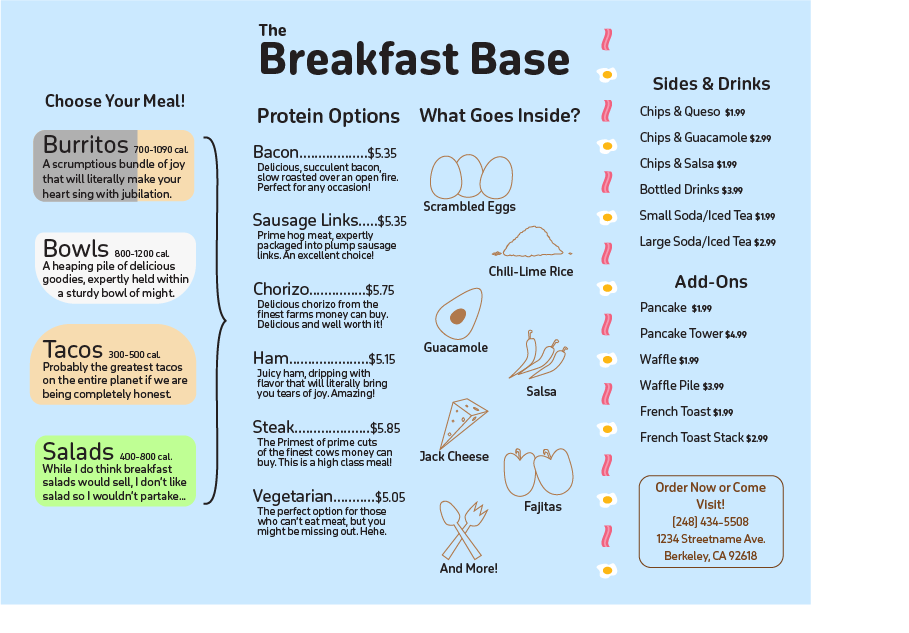 The
Breakfast Base
Choose Your Meal!
Burritos 700-1090 cal.
A scrumptious bundle of joy
that will literally make your
heart sing with jubilation.
Bowls 800-1200 cal.
A heaping pile of delicious
goodies, expertly held within
a sturdy bowl of might.
Tacos 300-500 cal.
Probably the greatest tacos
on the entire planet if we are
being completely honest.
Salads 400-800 cal.
While I do think breakfast
salads would sell, I don't like
salad so I wouldn't partake...
Protein Options
Bacon..................$5.35
Delicious, succulent bacon,
slow roasted over an open fire.
Perfect for any occasion!
Sausage Links.....$5.35
Prime hog meat, expertly
packaged into plump sausage
links. An excellent choice!
Chorizo...............$5.75
Delicious chorizo from the
finest farms money can buy.
Delicious and well worth it!
Ham.....................$5.15
Juicy ham, dripping with
flavor that will literally bring
you tears of joy. Amazing!
Steak....................$5.85
The Primest of prime cuts
of the finest cows money can
buy. This is a high class meal!
Vegetarian...........$5.05
The perfect option for those
who can't eat meat, but you
might be missing out. Hehe.
What Goes Inside?
Scrambled Eggs
Chili-Lime Rice
Guacamole
Salsa
Jack Cheese
Fajitas
And More!
Sides & Drinks
Chips & Queso $1.99
Chips & Guacamole $2.99
Chips & Salsa $1.99
Bottled Drinks $3.99
Small Soda/Iced Tea $1.99
Large Soda/Iced Tea $2.99
Add-Ons
Pancake $1.99
Pancake Tower $4.99
Waffle $1.99
Waffle Pile $3.99
French Toast $1.99
French Toast Stack $2.99
Order Now or Come
Visit!
(248) 434-5508
1234 Streetname Ave.
Berkeley, CA 92618